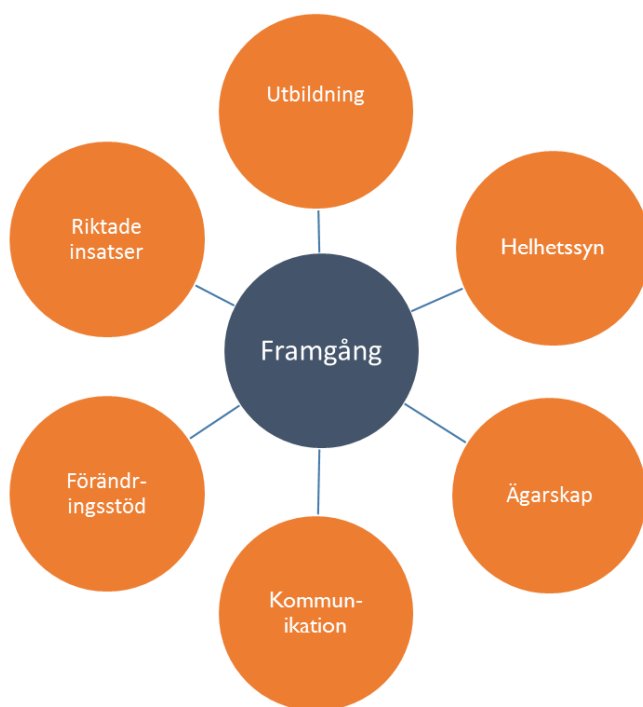 Utbildning
Riktade
insatser
Helhetssyn
Framgång
Förändr-
ingsstöd
Ägarskap
Kommun-
ikation